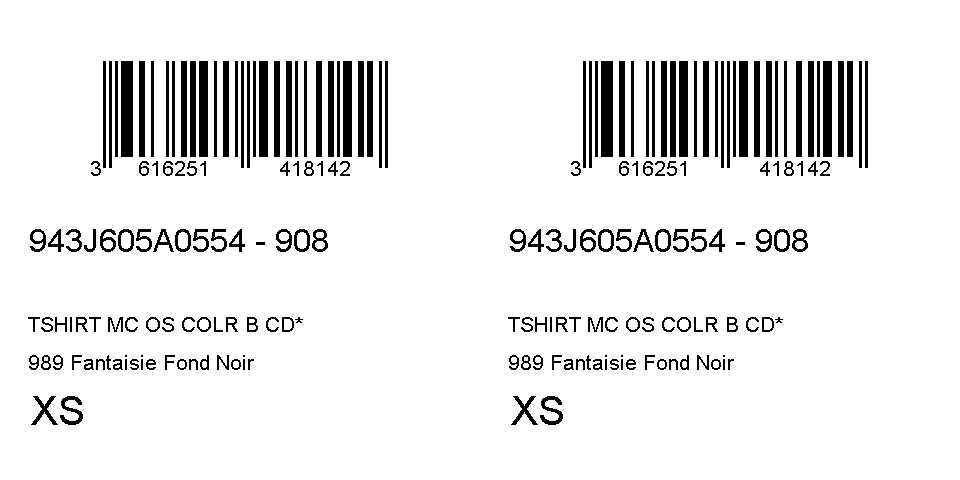 3 616251 418142
943J605A0554 - 908
TSHIRT MC OS COLR B CD*
989 Fantaisie Fond Noir
XS
3 616251 418142
943J605A0554 - 908
TSHIRT MC OS COLR B CD*
989 Fantaisie Fond Noir
XS